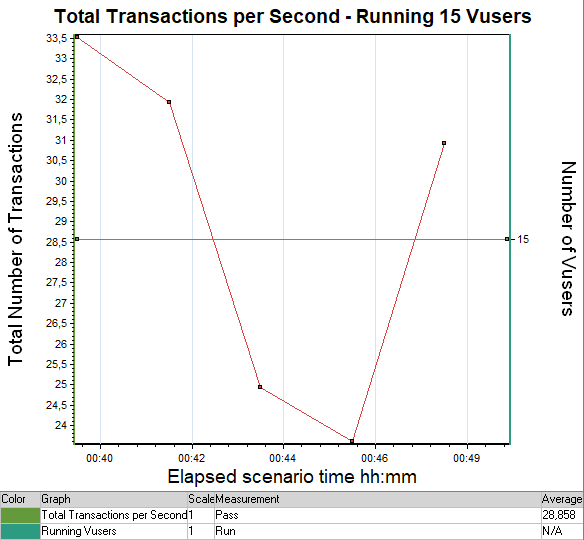 Total Transactions per Second - Running 15 Vusers
Total Number of Transactions
33,5
33
32,5
32
31,5
31
30,5
30
29,5
29
28,5
28
27,5
27
26,5
26
25,5
25
24,5
24
15
Number of Vusers
00:40 00:42 00:44 00:46 00:49
Elapsed scenario time hh:mm
Color Graph Scale Measurement Average
Total Transactions per Second 1 Pass 28,858
Running Vusers 1 Run N/A